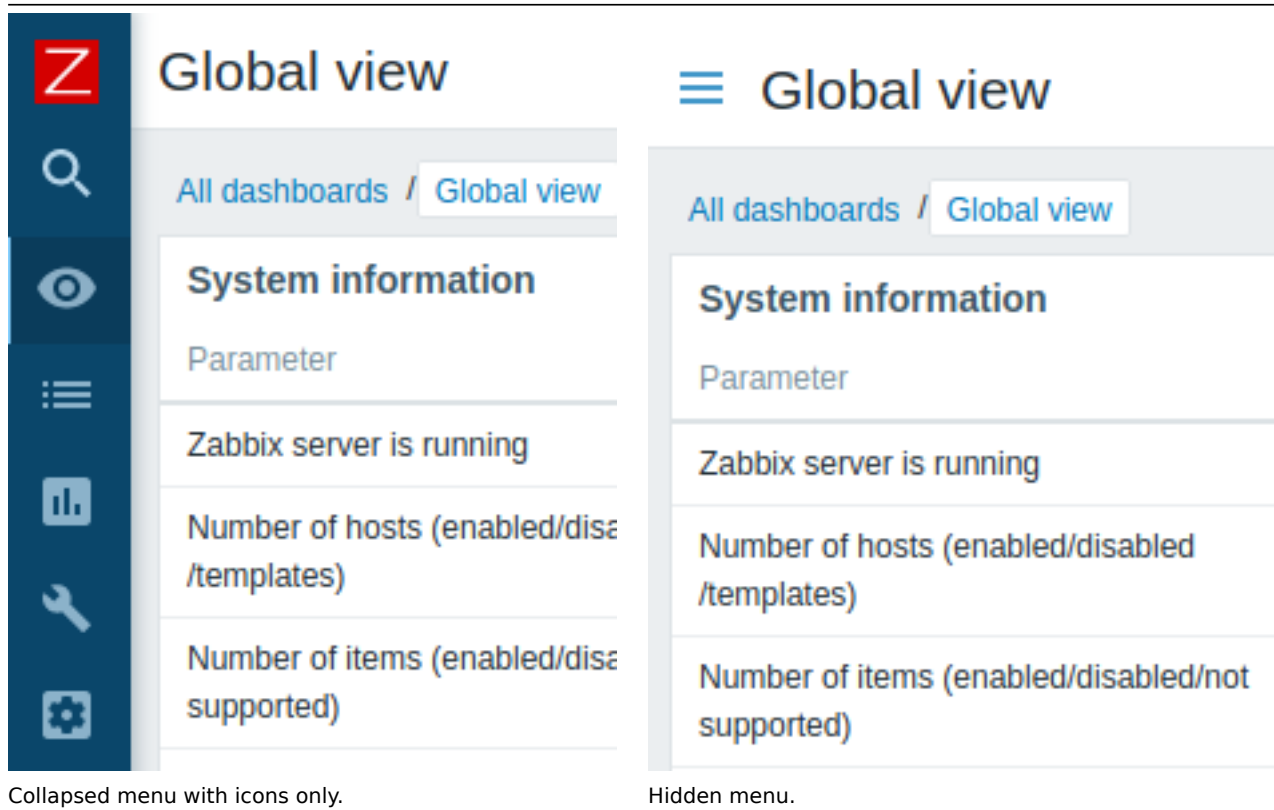 Z
Global view
All dashboards / Global view
System information
Parameter
Zabbix server is running
Number of hosts (enabled/disa
/templates)
Number of items (enabled/disa
supported)
Collapsed menu with icons only.
Global view
All dashboards / Global view
System information
Parameter
Zabbix server is running
Number of hosts (enabled/disabled
/templates)
Number of items (enabled/disabled/not
supported)
Hidden menu.